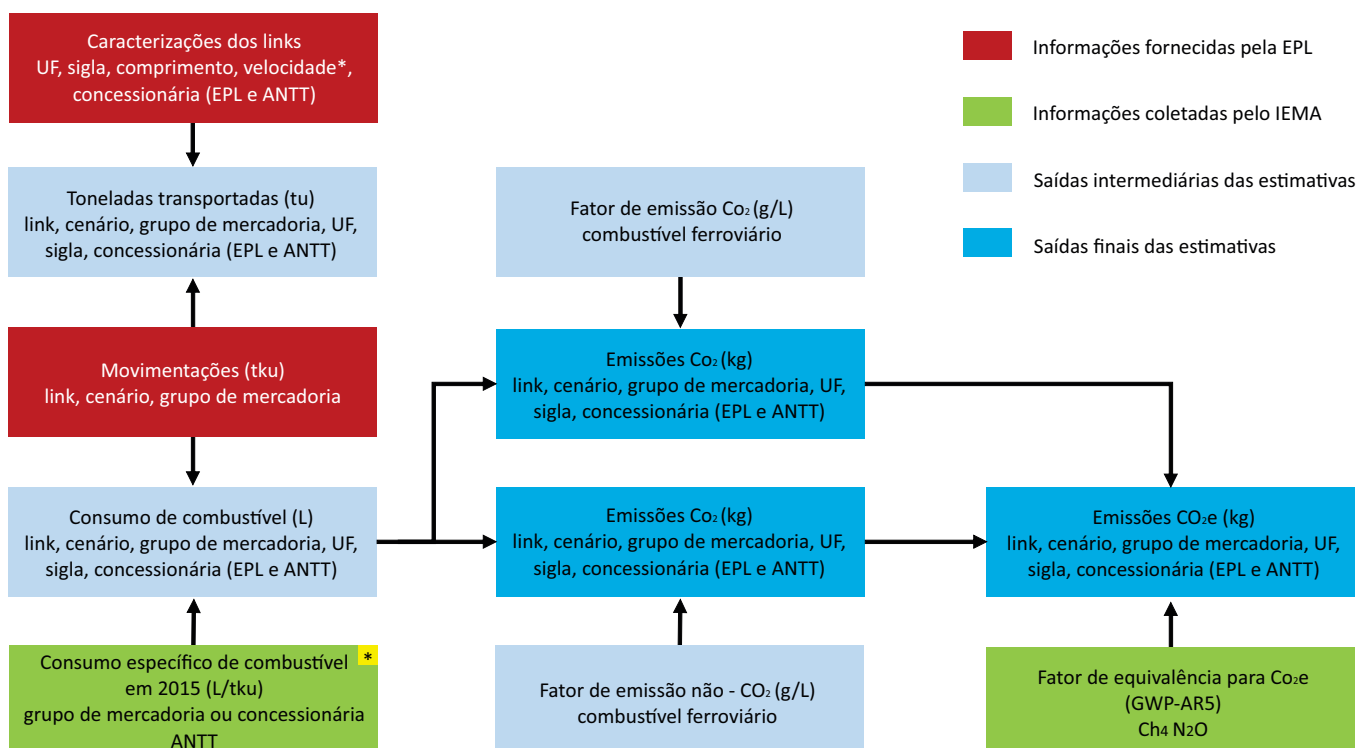 Caracterizações dos links
UF, sigla, comprimento, velocidade*,
concessionária (EPL e ANTT)
Toneladas transportadas (tu)
link, cenário, grupo de mercadoria, UF,
sigla, concessionária (EPL e ANTT)
Movimentações (tku)
link, cenário, grupo de mercadoria
Consumo de combustível (L)
link, cenário, grupo de mercadoria, UF,
sigla, concessionária (EPL e ANTT)
Consumo específico de combustível *
em 2015 (L/tku)
grupo de mercadoria ou concessionária
ANTT
Fator de emissão Co₂ (g/L)
combustível ferroviário
Emissões Co₂ (kg)
link, cenário, grupo de mercadoria, UF,
sigla, concessionária (EPL e ANTT)
Emissões Co₂ (kg)
link, cenário, grupo de mercadoria, UF,
sigla, concessionária (EPL e ANTT)
Fator de emissão não - CO₂ (g/L)
combustível ferroviário
Informações fornecidas pela EPL
Informações coletadas pelo IEMA
Saídas intermediárias das estimativas
Saídas finais das estimativas
Emissões CO₂e (kg)
link, cenário, grupo de mercadoria, UF,
sigla, concessionária (EPL e ANTT)
Fator de equivalência para Co₂e
(GWP-AR5)
Ch₄ N₂O